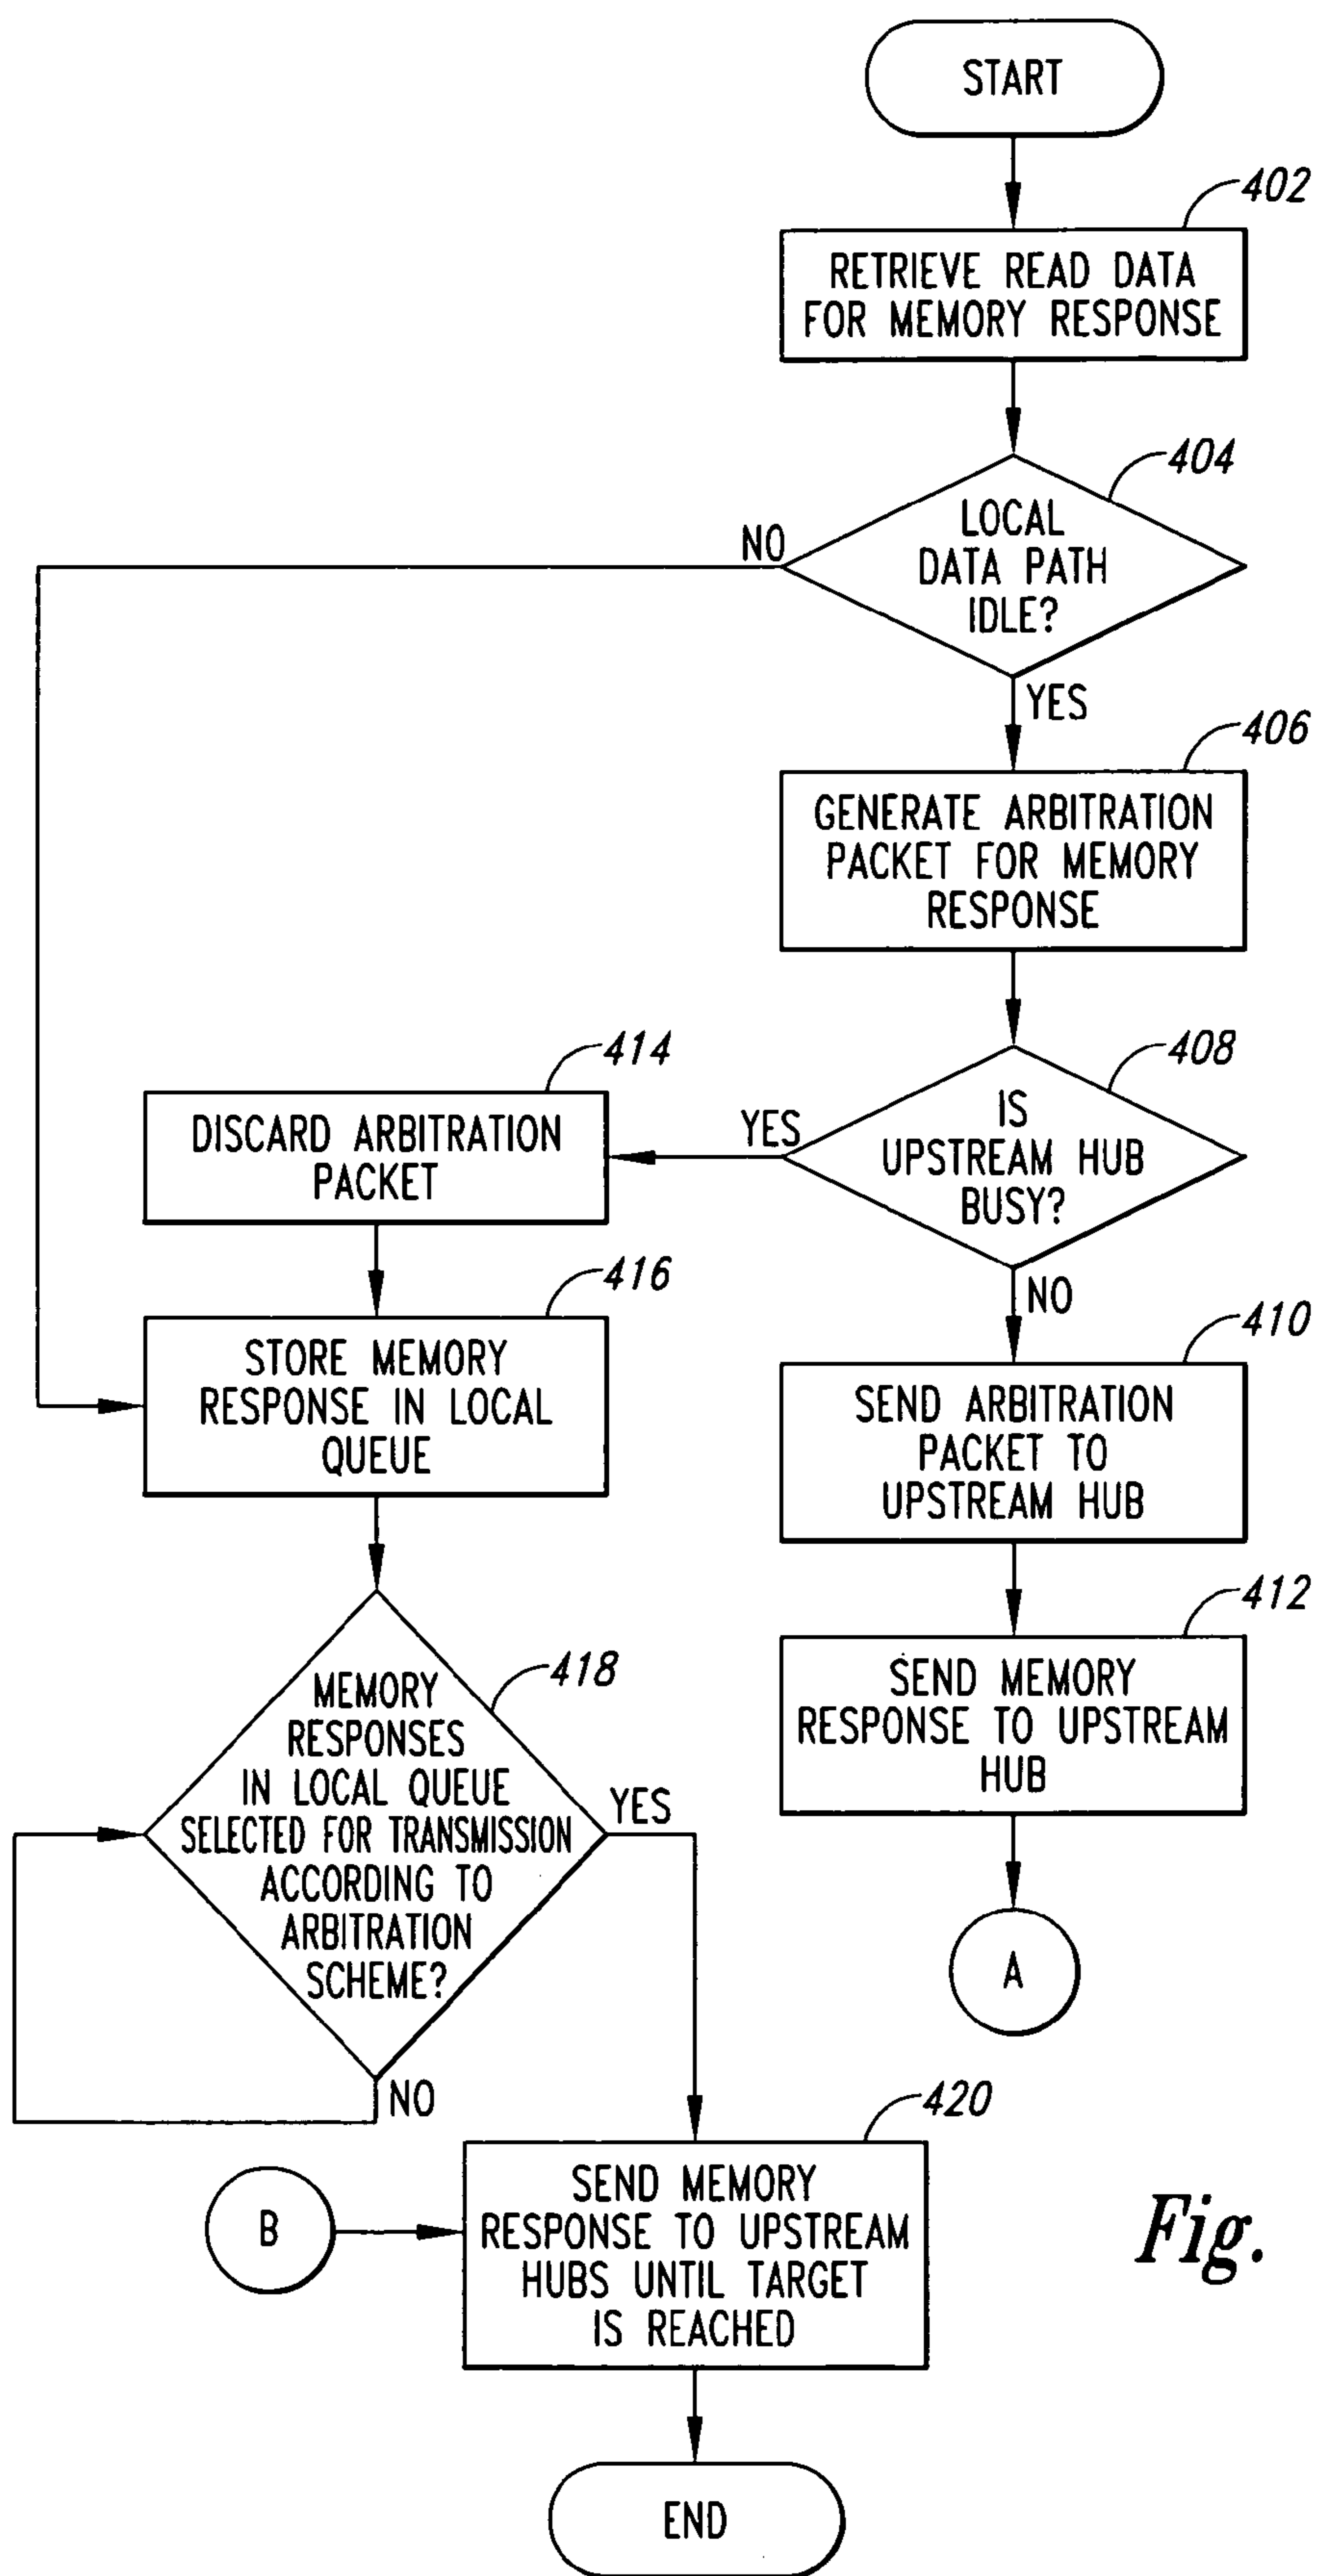 START
402
RETRIEVE READ DATA
FOR MEMORY RESPONSE
404
LOCAL
DATA PATH
IDLE?
NO
YES
406
GENERATE ARBITRATION
PACKET FOR MEMORY
RESPONSE
408
IS
UPSTREAM HUB
BUSY?
YES
NO
414
DISCARD ARBITRATION
PACKET
416
STORE MEMORY
RESPONSE IN LOCAL
QUEUE
410
SEND ARBITRATION
PACKET TO
UPSTREAM HUB
412
SEND MEMORY
RESPONSE TO UPSTREAM
HUB
A
418
MEMORY
RESPONSES
IN LOCAL QUEUE
SELECTED FOR TRANSMISSION
ACCORDING TO
ARBITRATION
SCHEME?
YES
NO
420
B
SEND MEMORY
RESPONSE TO UPSTREAM
HUBS UNTIL TARGET
IS REACHED
END
Fig.